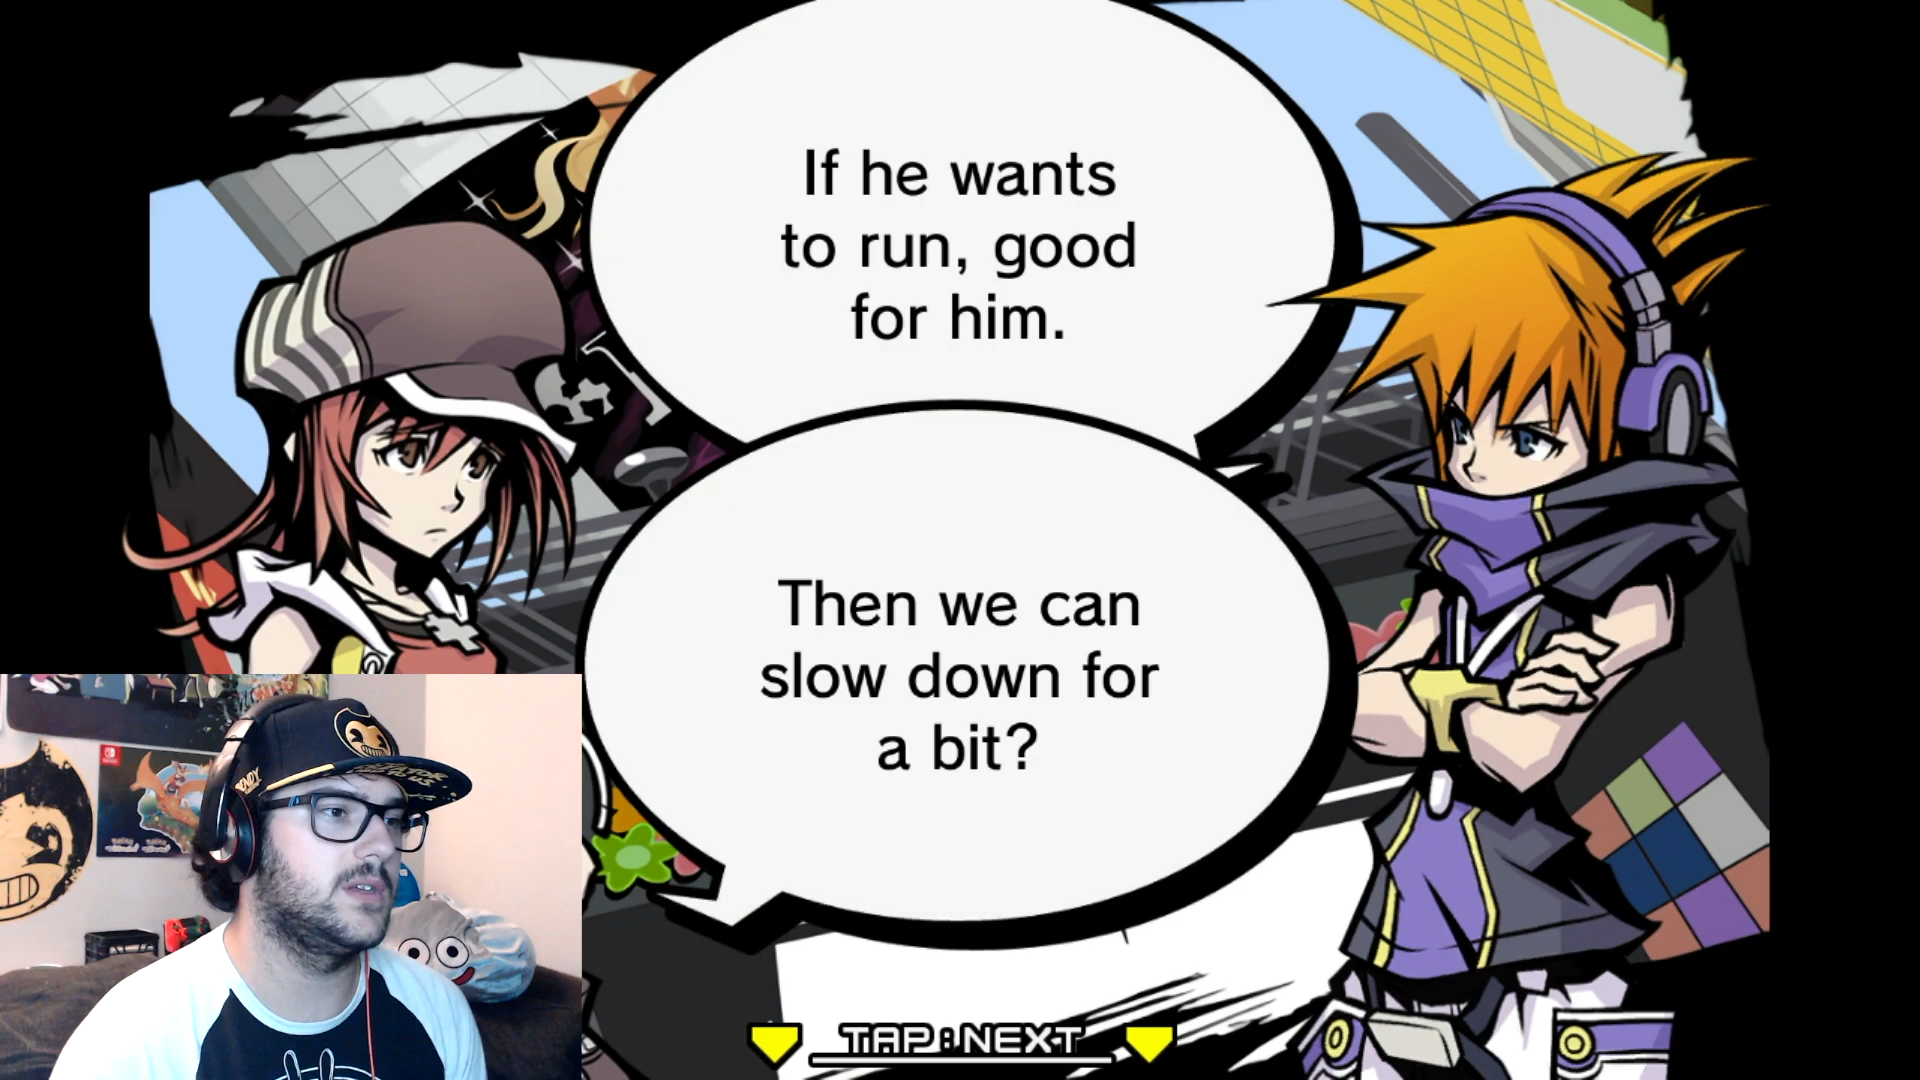 If he wants
to run, good
for him.
Then we can
slow down for
a bit?
TAP:NEXT